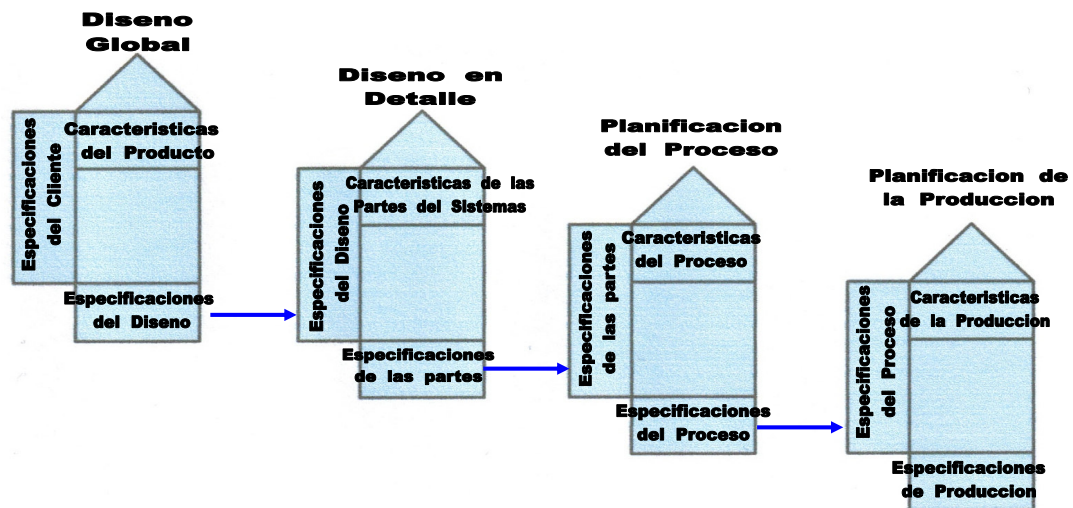 Diseno
Global
Especificaciones
del Cliente
Caracteristicas
del Producto
Especificaciones
del Diseno
Diseno en
Detalle
Especificaciones
del Diseno
Caracteristicas de las
Partes del Sistemas
Especificaciones
de las partes
Planificacion
del Proceso
Especificaciones
de las partes
Caracteristicas
del Proceso
Especificaciones
del Proceso
Planificacion de
la Produccion
Especificaciones
del Proceso
Caracteristicas
de la Produccion
Especificaciones
de Produccion